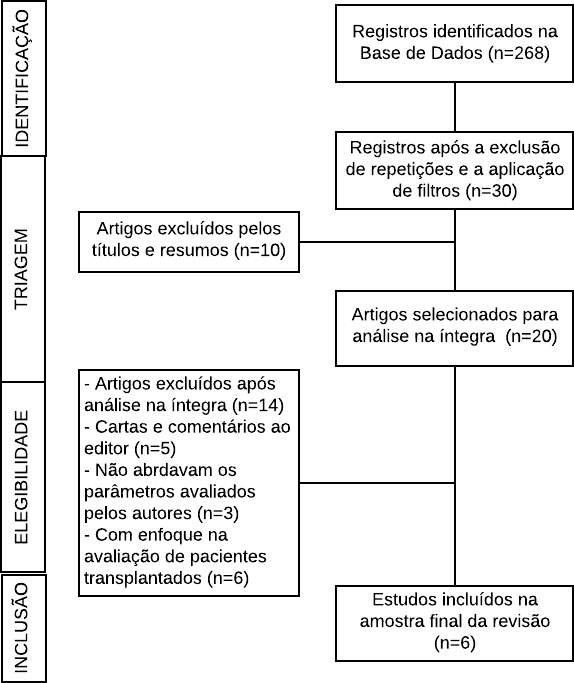 IDENTIFICAÇÃO
Registros identificados na
Base de Dados (n=268)
Registros após a exclusão
de repetições e a aplicação
de filtros (n=30)
TRIAGEM
Artigos excluídos pelos
títulos e resumos (n=10)
Artigos selecionados para
análise na íntegra (n=20)
ELEGIBILIDADE
- Artigos excluídos após
análise na íntegra (n=14)
- Cartas e comentários ao
editor (n=5)
- Não abrdavam os
parâmetros avaliados
pelos autores (n=3)
- Com enfoque na
avaliação de pacientes
transplantados (n=6)
INCLUSÃO
Estudos incluídos na
amostra final da revisão
(n=6)